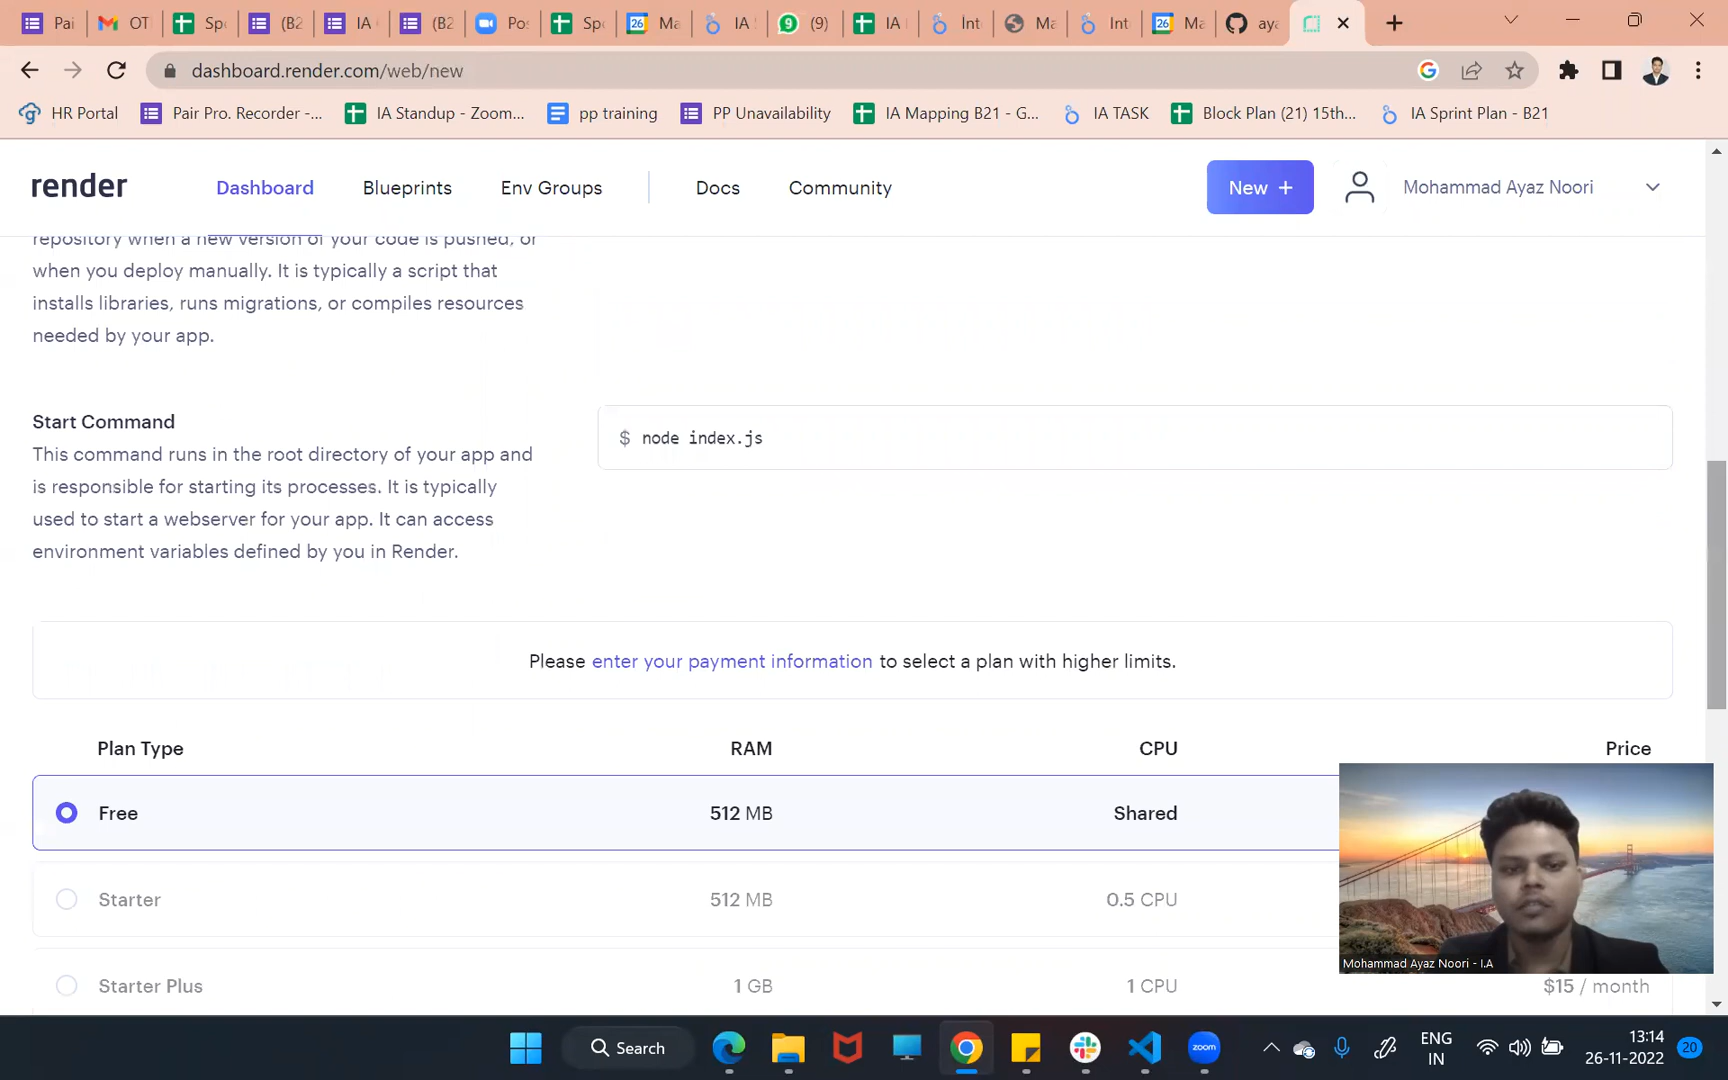 Pai
OT
Spo
(B2
IA
(B2
Pos
Spo
26
Ma
IA
9
(9)
IA
Int
Ma
Int
26
Ma
aya
dashboard.render.com/web/new
HR Portal
Pair Pro. Recorder -...
IA Standup - Zoom...
pp training
PP Unavailability
IA Mapping B21 - G...
IA TASK
Block Plan (21) 15th...
IA Sprint Plan - B21
render
Dashboard
Blueprints
Env Groups
Docs
Community
New +
Mohammad Ayaz Noori
repository when a new version of your code is pushed, or
when you deploy manually. It is typically a script that
installs libraries, runs migrations, or compiles resources
needed by your app.
Start Command
This command runs in the root directory of your app and
is responsible for starting its processes. It is typically
used to start a webserver for your app. It can access
environment variables defined by you in Render.
$ node index.js
Please enter your payment information to select a plan with higher limits.
Plan Type RAM CPU Price
Free 512 MB Shared
Starter 512 MB 0.5 CPU
Starter Plus 1 GB 1 CPU $15 / month
Mohammad Ayaz Noori - I.A
Search
zoom
ENG
IN
13:14
26-11-2022
20